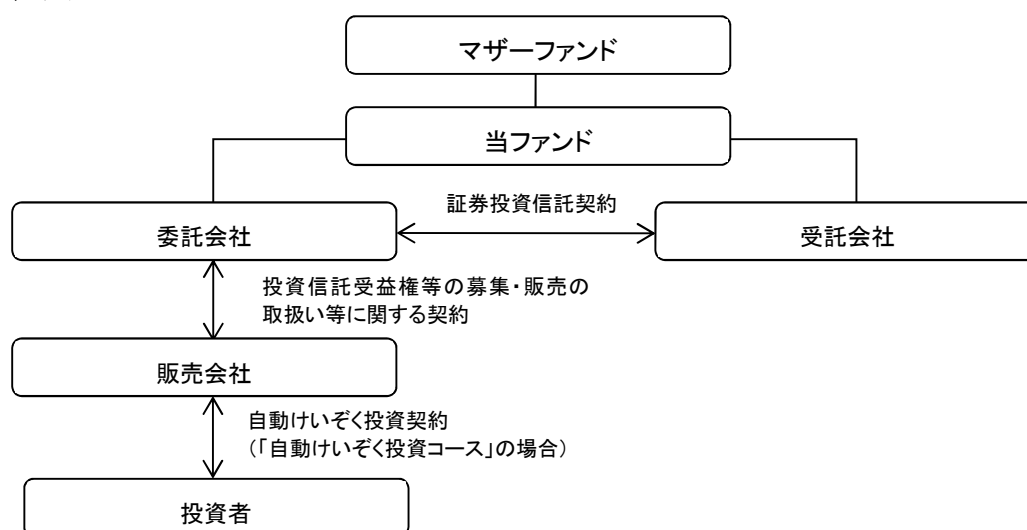 マザーファンド
当ファンド
証券投資信託契約
委託会社
受託会社
投資信託受益権等の募集・販売の
取扱い等に関する契約
販売会社
自動けいぞく投資契約
(「自動けいぞく投資コース」の場合)
投資者